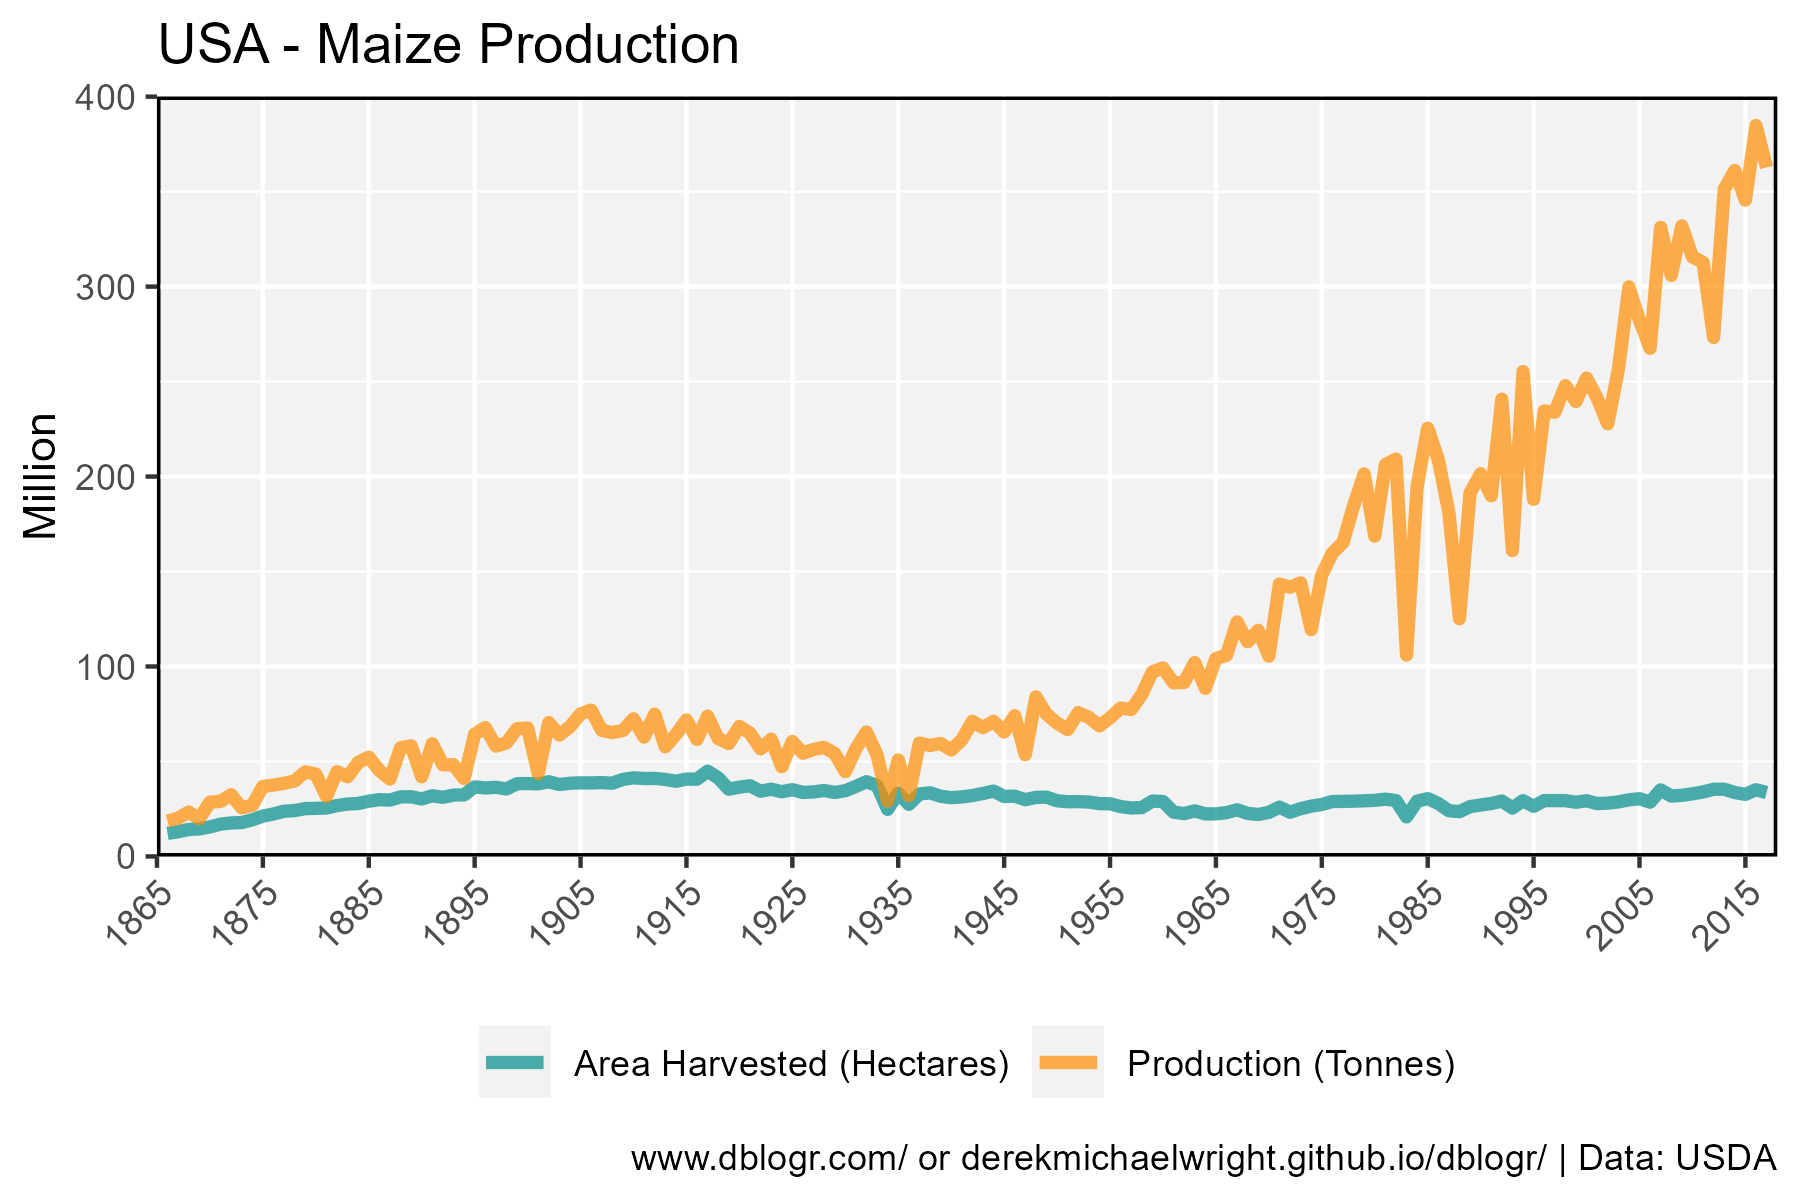 USA - Maize Production
Million
400
300
200
100
0
1865 1875 1885 1895 1905 1915 1925 1935 1945 1955 1965 1975 1985 1995 2005 2015
Area Harvested (Hectares) Production (Tonnes)
www.dblogr.com/ or derekmichaelwright.github.io/dblogr/ | Data: USDA